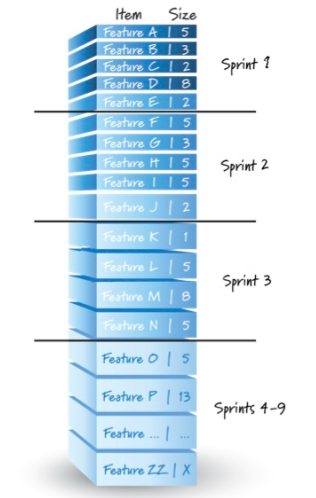 Item Size
Feature A | 5
Feature B | 3
Feature C | 2
Feature D | 8
Feature E | 2
Sprint 1
Feature F | 5
Feature G | 3
Feature H | 5
Feature I | 5
Feature J | 2
Sprint 2
Feature K | 1
Feature L | 5
Feature M | 8
Feature N | 5
Sprint 3
Feature O | 5
Feature P | 13
Feature ... | ...
Feature ZZ | X
Sprints 4-9